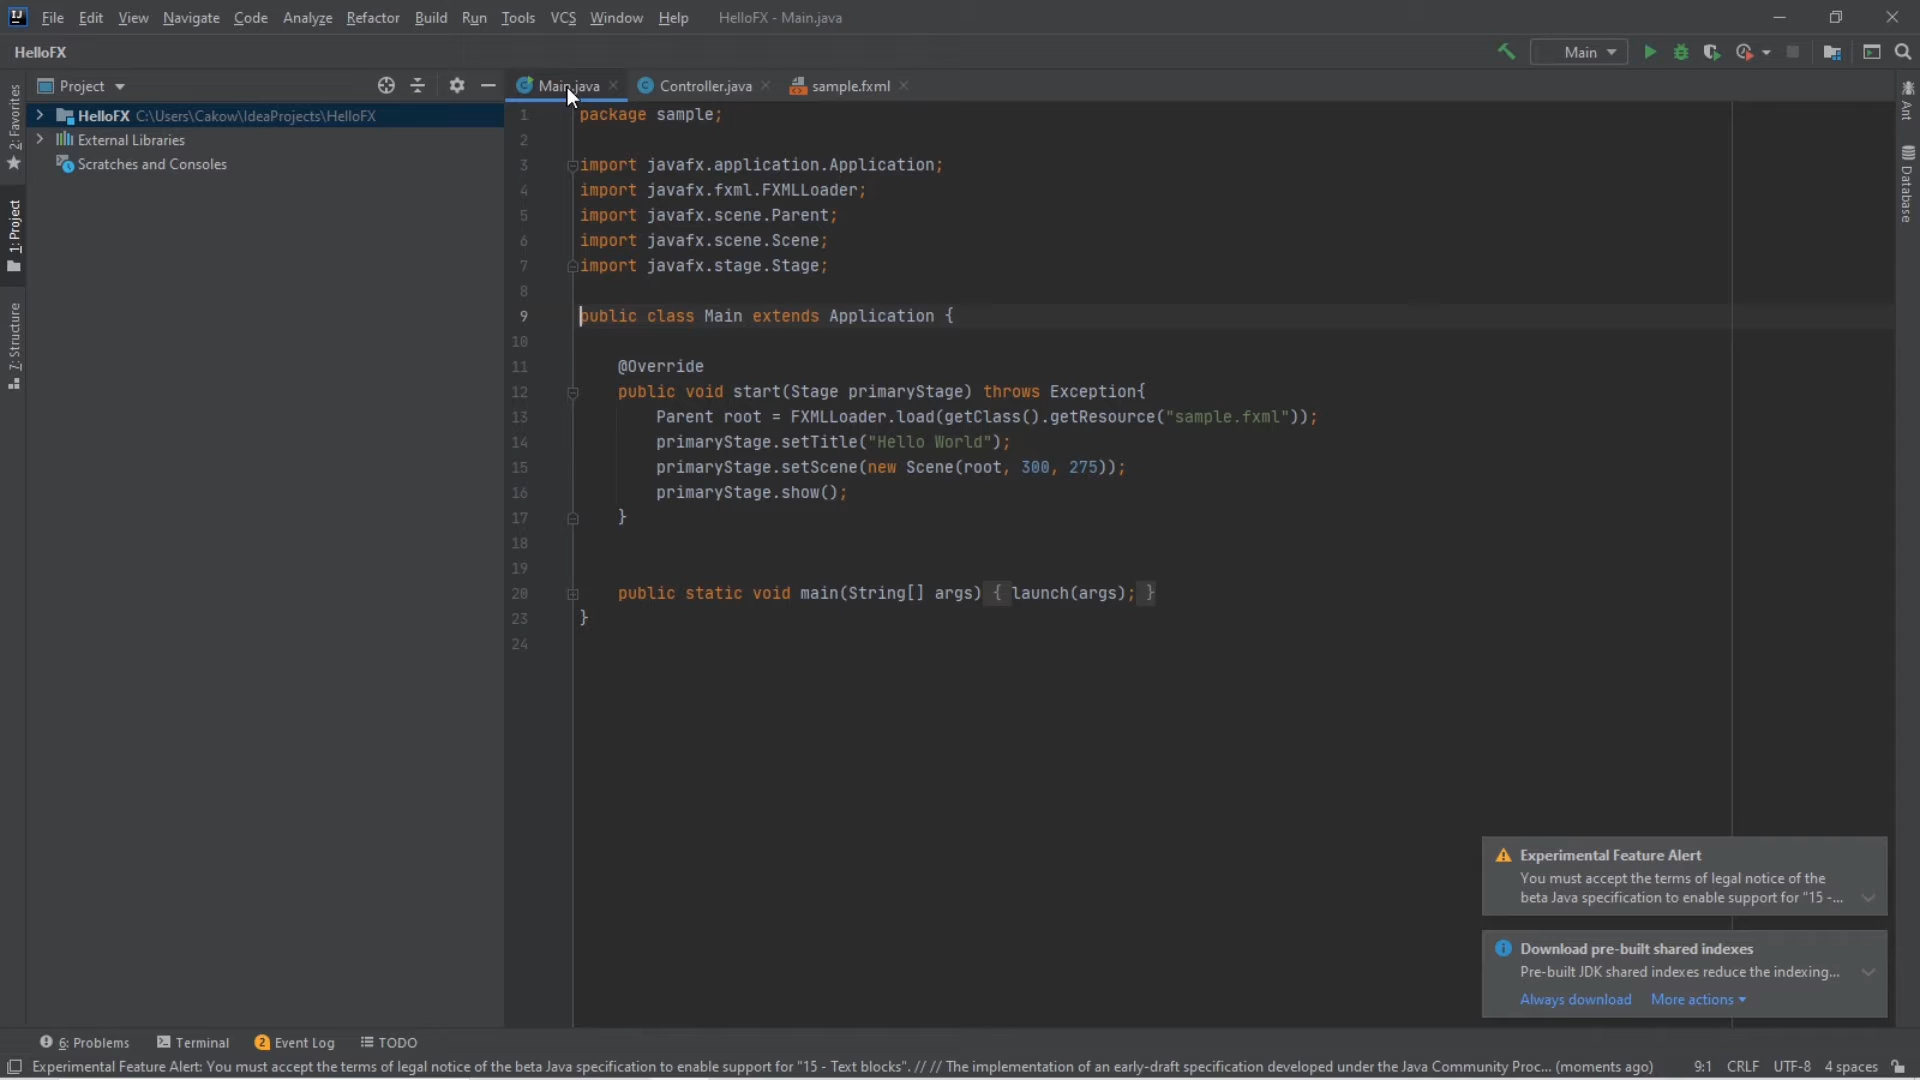 File Edit View Navigate Code Analyze Refactor Build Run Tools VCS Window Help HelloFX - Main.java
HelloFX
Main
Project
Main.java
Controller.java
sample.fxml
HelloFX C:\Users\Cakow\IdeaProjects\HelloFX
External Libraries
Scratches and Consoles
2: Favorites
1: Project
7: Structure
1 package sample;
2
3 import javafx.application.Application;
4 import javafx.fxml.FXMLLoader;
5 import javafx.scene.Parent;
6 import javafx.scene.Scene;
7 import javafx.stage.Stage;
8
9 public class Main extends Application {
10
11 @Override
12 public void start(Stage primaryStage) throws Exception{
13 Parent root = FXMLLoader.load(getClass().getResource("sample.fxml"));
14 primaryStage.setTitle("Hello World");
15 primaryStage.setScene(new Scene(root, 300, 275));
16 primaryStage.show();
17 }
18
19
20 public static void main(String[] args) { launch(args); }
23 }
24
Ant
Database
Experimental Feature Alert
You must accept the terms of legal notice of the
beta Java specification to enable support for "15 -...
Download pre-built shared indexes
Pre-built JDK shared indexes reduce the indexing...
Always download More actions
6: Problems Terminal 2 Event Log TODO
Experimental Feature Alert: You must accept the terms of legal notice of the beta Java specification to enable support for "15 - Text blocks". // // The implementation of an early-draft specification developed under the Java Community Proc... (moments ago) 9:1 CRLF UTF-8 4 spaces